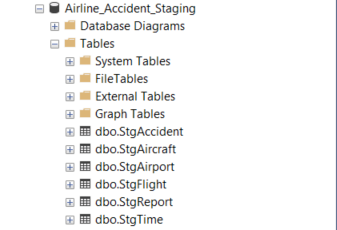 Airline_Accident_Staging
Database Diagrams
Tables
System Tables
FileTables
External Tables
Graph Tables
dbo.StgAccident
dbo.StgAircraft
dbo.StgAirport
dbo.StgFlight
dbo.StgReport
dbo.StgTime